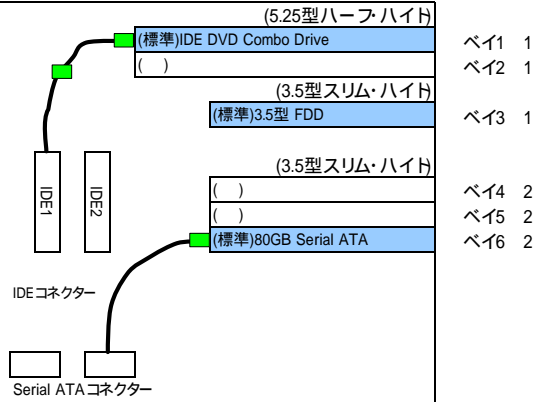 (5.25型ハーフ・ハイト)
(標準)IDE DVD Combo Drive ベイ1 1
( ) ベイ2 1
(3.5型スリム・ハイト)
(標準)3.5型 FDD ベイ3 1
(3.5型スリム・ハイト)
( ) ベイ4 2
( ) ベイ5 2
(標準)80GB Serial ATA ベイ6 2
IDE1 IDE2
IDEコネクター
Serial ATAコネクター